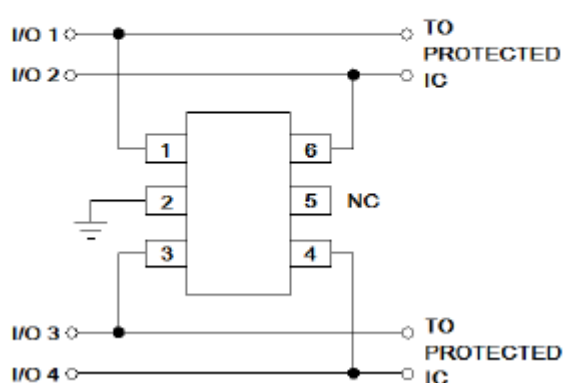 I/O 1
TO
PROTECTED
I/O 2
IC
1
6
2
5
NC
3
4
I/O 3
TO
PROTECTED
I/O 4
IC